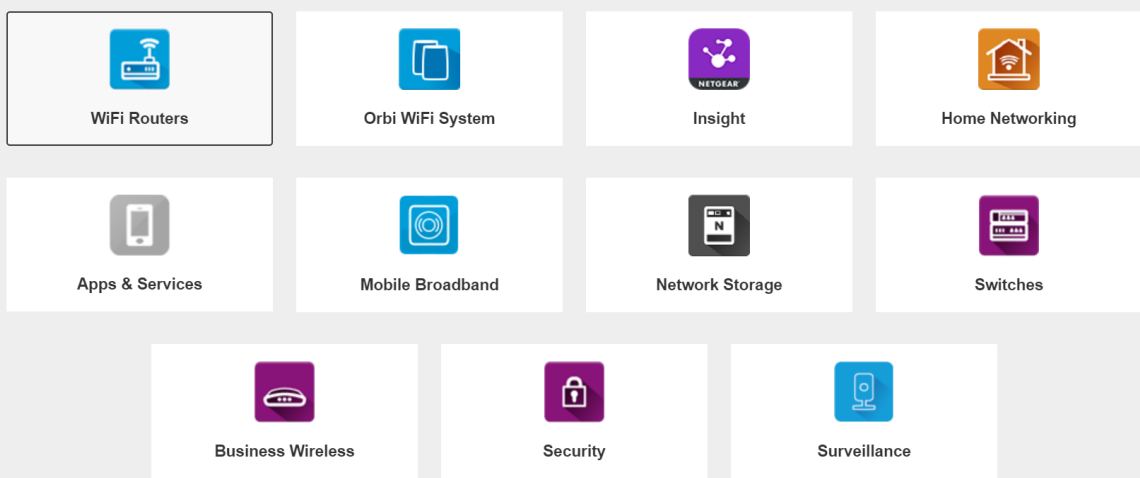 WiFi Routers
Orbi WiFi System
NETGEAR
Insight
Home Networking
Apps & Services
Mobile Broadband
N
Network Storage
Switches
Business Wireless
Security
Surveillance